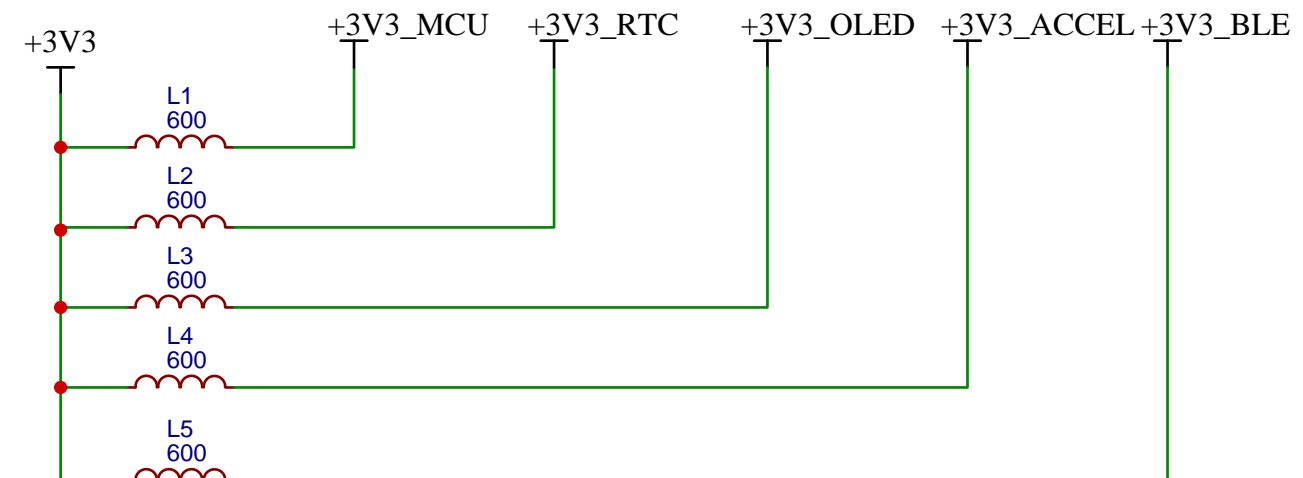 +3V3
+3V3_MCU
+3V3_RTC
+3V3_OLED
+3V3_ACCEL
+3V3_BLE
L1
600
L2
600
L3
600
L4
600
L5
600